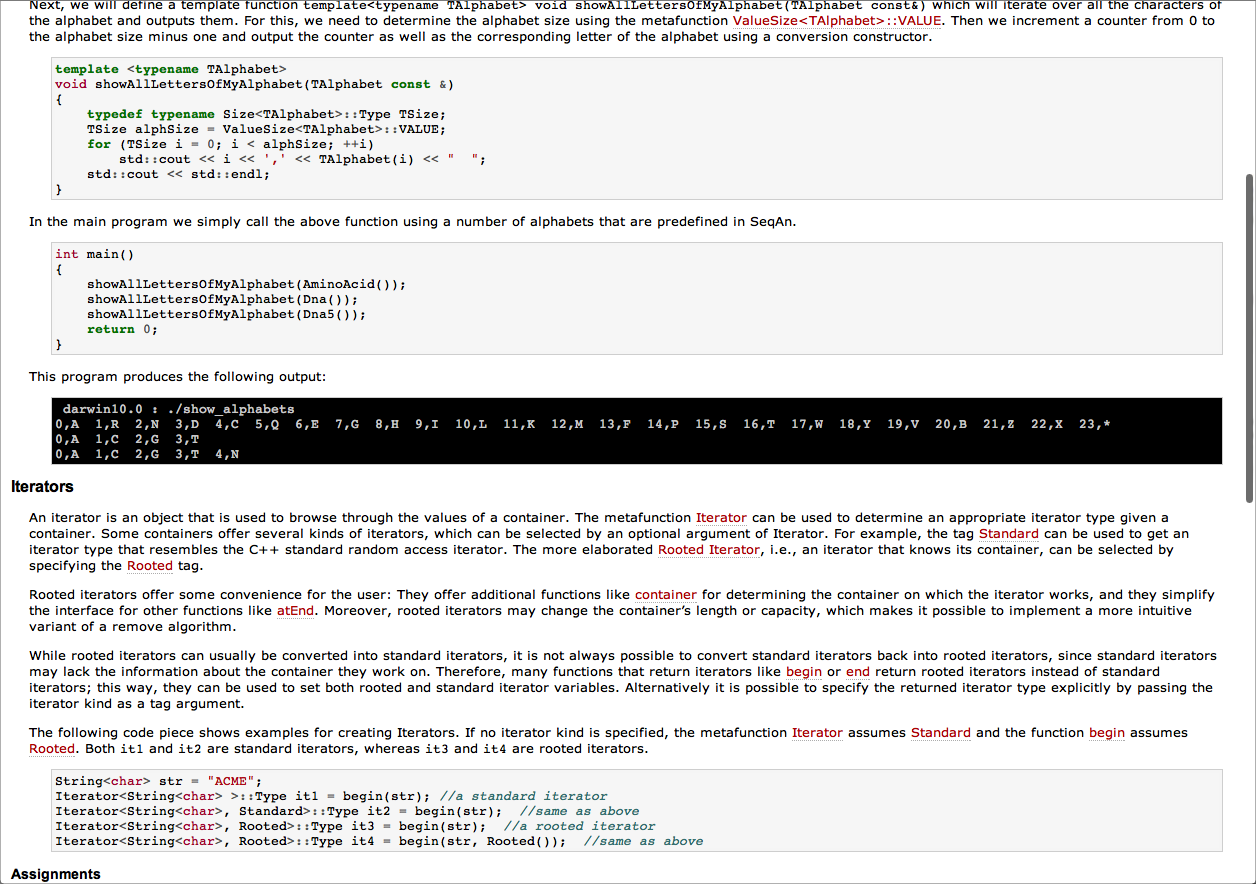 Next, we will define a template function template<typename TAlphabet> void showAllLettersOfMyAlphabet(TAlphabet const&) which will iterate over all the characters of
the alphabet and outputs them. For this, we need to determine the alphabet size using the metafunction ValueSize<TAlphabet>::VALUE. Then we increment a counter from 0 to
the alphabet size minus one and output the counter as well as the corresponding letter of the alphabet using a conversion constructor.
template <typename TAlphabet>
void showAllLettersOfMyAlphabet(TAlphabet const &)
{
    typedef typename Size<TAlphabet>::Type TSize;
    TSize alphSize = ValueSize<TAlphabet>::VALUE;
    for (TSize i = 0; i < alphSize; ++i)
        std::cout << i << ',' << TAlphabet(i) << "  ";
    std::cout << std::endl;
}
In the main program we simply call the above function using a number of alphabets that are predefined in SeqAn.
int main()
{
    showAllLettersOfMyAlphabet(AminoAcid());
    showAllLettersOfMyAlphabet(Dna());
    showAllLettersOfMyAlphabet(Dna5());
    return 0;
}
This program produces the following output:
darwin10.0 : ./show_alphabets
0,A  1,R  2,N  3,D  4,C  5,Q  6,E  7,G  8,H  9,I  10,L  11,K  12,M  13,F  14,P  15,S  16,T  17,W  18,Y  19,V  20,B  21,Z  22,X  23,*
0,A  1,C  2,G  3,T
0,A  1,C  2,G  3,T  4,N
Iterators
An iterator is an object that is used to browse through the values of a container. The metafunction Iterator can be used to determine an appropriate iterator type given a
container. Some containers offer several kinds of iterators, which can be selected by an optional argument of Iterator. For example, the tag Standard can be used to get an
iterator type that resembles the C++ standard random access iterator. The more elaborated Rooted Iterator, i.e., an iterator that knows its container, can be selected by
specifying the Rooted tag.
Rooted iterators offer some convenience for the user: They offer additional functions like container for determining the container on which the iterator works, and they simplify
the interface for other functions like atEnd. Moreover, rooted iterators may change the container's length or capacity, which makes it possible to implement a more intuitive
variant of a remove algorithm.
While rooted iterators can usually be converted into standard iterators, it is not always possible to convert standard iterators back into rooted iterators, since standard iterators
may lack the information about the container they work on. Therefore, many functions that return iterators like begin or end return rooted iterators instead of standard
iterators; this way, they can be used to set both rooted and standard iterator variables. Alternatively it is possible to specify the returned iterator type explicitly by passing the
iterator kind as a tag argument.
The following code piece shows examples for creating Iterators. If no iterator kind is specified, the metafunction Iterator assumes Standard and the function begin assumes
Rooted. Both it1 and it2 are standard iterators, whereas it3 and it4 are rooted iterators.
String<char> str = "ACME";
Iterator<String<char> >::Type it1 = begin(str); //a standard iterator
Iterator<String<char>, Standard>::Type it2 = begin(str);  //same as above
Iterator<String<char>, Rooted>::Type it3 = begin(str);  //a rooted iterator
Iterator<String<char>, Rooted>::Type it4 = begin(str, Rooted());  //same as above
Assignments